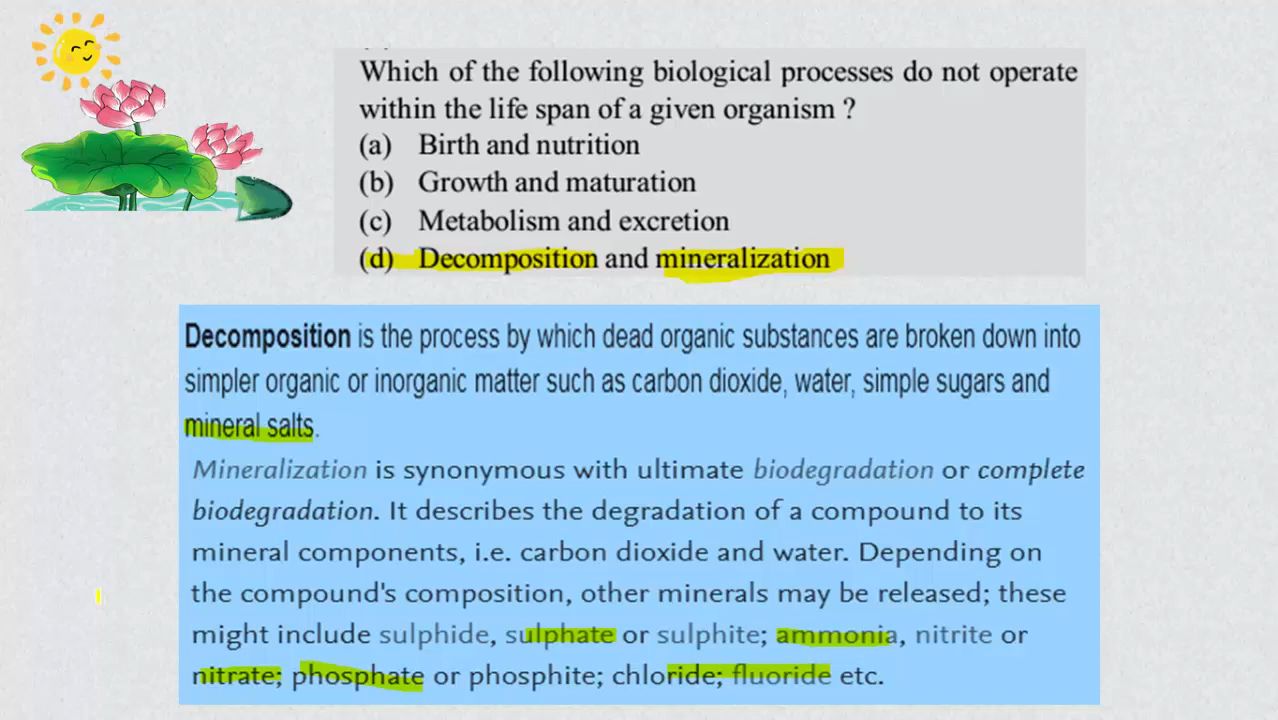 Which of the following biological processes do not operate
within the life span of a given organism ?
(a) Birth and nutrition
(b) Growth and maturation
(c) Metabolism and excretion
(d) Decomposition and mineralization
Decomposition is the process by which dead organic substances are broken down into
simpler organic or inorganic matter such as carbon dioxide, water, simple sugars and
mineral salts.
Mineralization is synonymous with ultimate biodegradation or complete
biodegradation. It describes the degradation of a compound to its
mineral components, i.e. carbon dioxide and water. Depending on
the compound's composition, other minerals may be released; these
might include sulphide, sulphate or sulphite; ammonia, nitrite or
nitrate; phosphate or phosphite; chloride; fluoride etc.